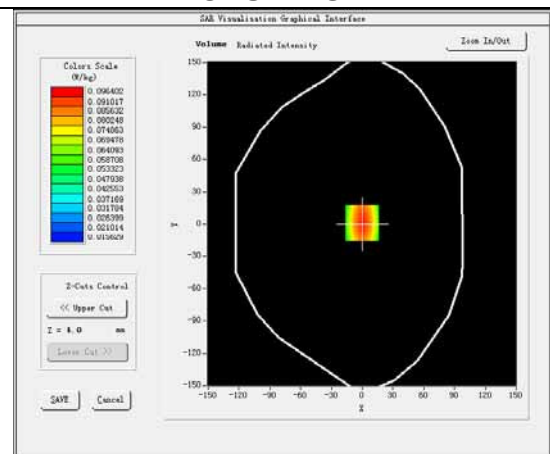 SAR Visualisation Graphical Interface
Volume Radiated Intensity
Zoom In/Out
Colors Scale
(W/kg)
0.096402
0.091017
0.085632
0.080248
0.074863
0.069478
0.064093
0.058708
0.053323
0.047938
0.042553
0.037169
0.031784
0.026399
0.021014
0.015629
Z-Cuts Control
<< Upper Cut
Z = 4.0 mm
Lower Cut >>
SAVE Cancel
150
120
90
60
30
0
-30
-60
-90
-120
-150
Y
-150 -120 -90 -60 -30 0 30 60 90 120 150
X